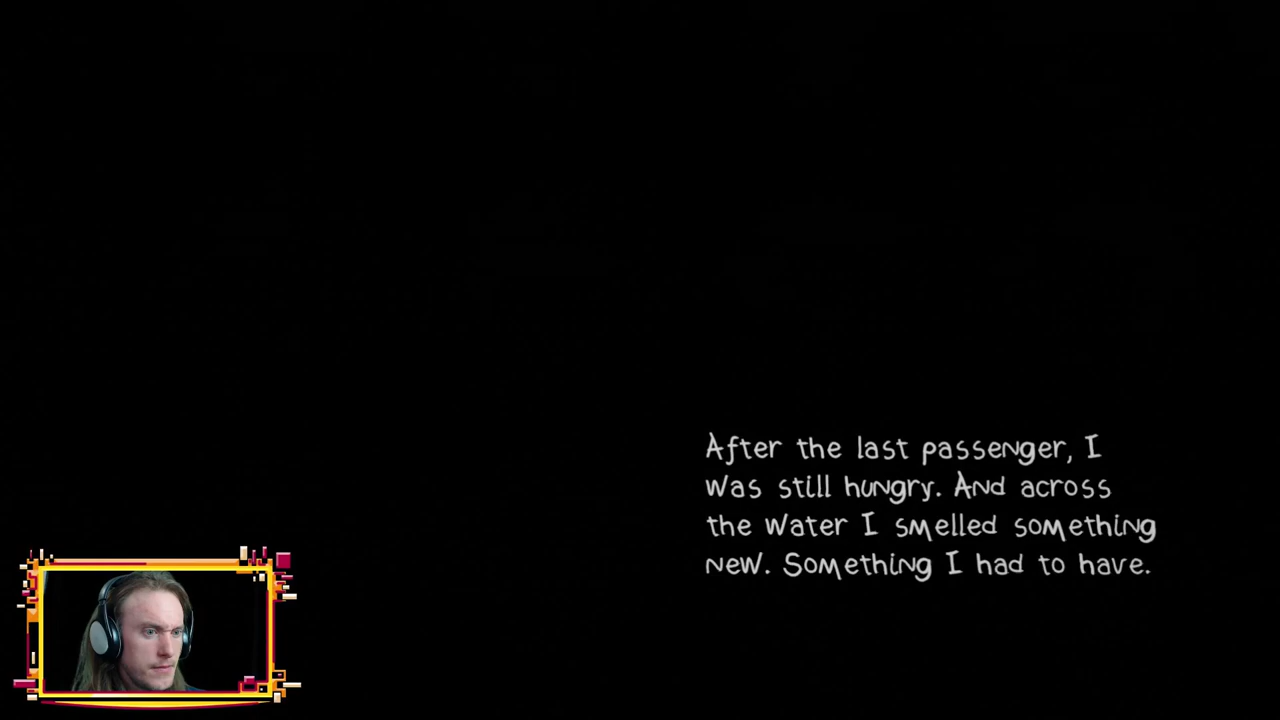 After the last passenger, I
was still hungry. And across
the water I smelled something
new. Something I had to have.